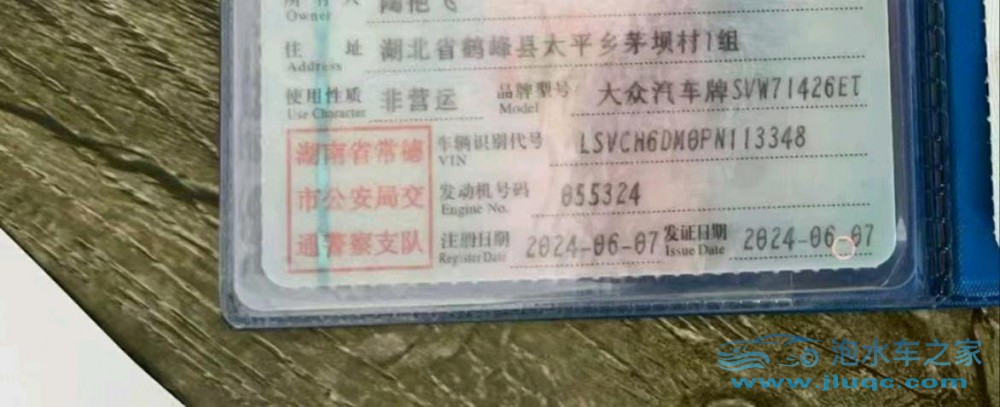 Owner
住 址 湖北省鹤峰县太平乡茅坝村1组
Address
使用性质 非营运 品牌型号 大众汽车牌SVW71426ET
Use Character Model
湖南省常德 车辆识别代号 LSVCH6DM0PN113348
VIN
市公安局交 发动机号码 055324
Engine No.
通警察支队 注册日期 2024-06-07 发证日期 2024-06-07
Register Date Issue Date
泡水车之家
www.jluqc.com